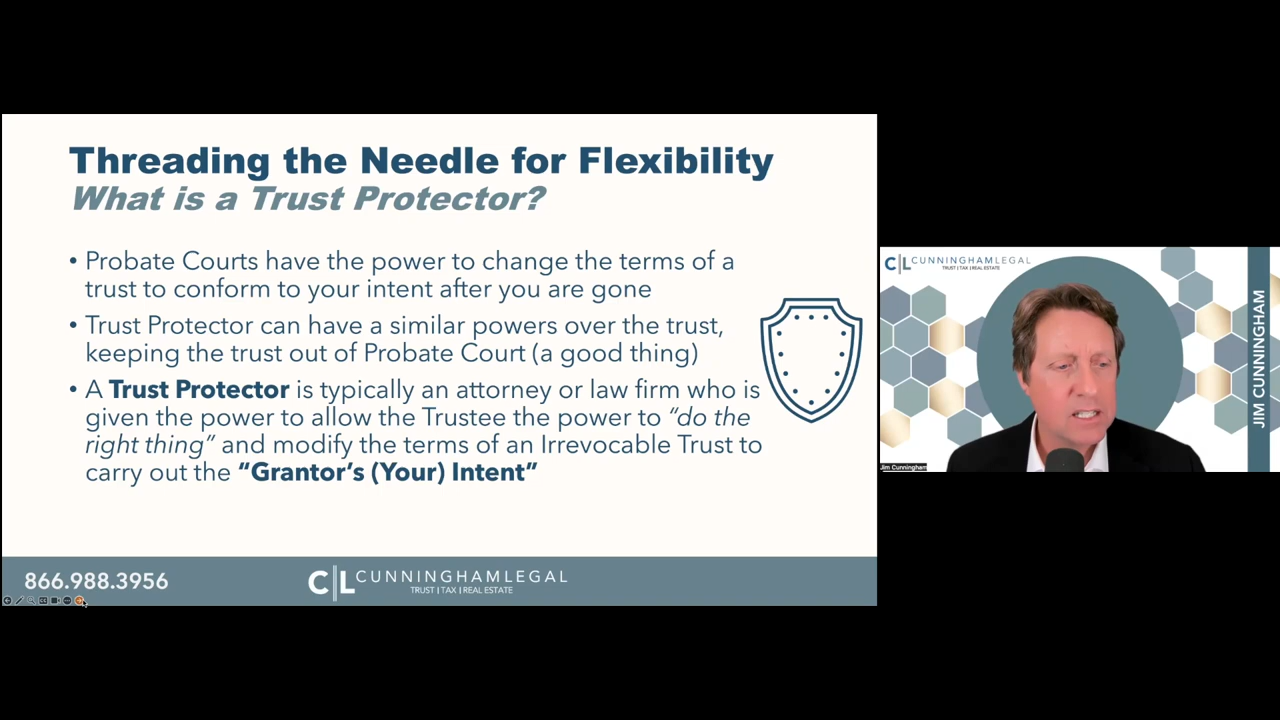 Threading the Needle for Flexibility
What is a Trust Protector?
• Probate Courts have the power to change the terms of a
trust to conform to your intent after you are gone
• Trust Protector can have a similar powers over the trust,
keeping the trust out of Probate Court (a good thing)
• A Trust Protector is typically an attorney or law firm who is
given the power to allow the Trustee the power to “do the
right thing” and modify the terms of an Irrevocable Trust to
carry out the “Grantor’s (Your) Intent”
866.988.3956
CL CUNNINGHAMLEGAL
TRUST | TAX | REAL ESTATE
CL CUNNINGHAMLEGAL
TRUST | TAX | REAL ESTATE
JIM CUNNINGHAM
Jim Cunningham